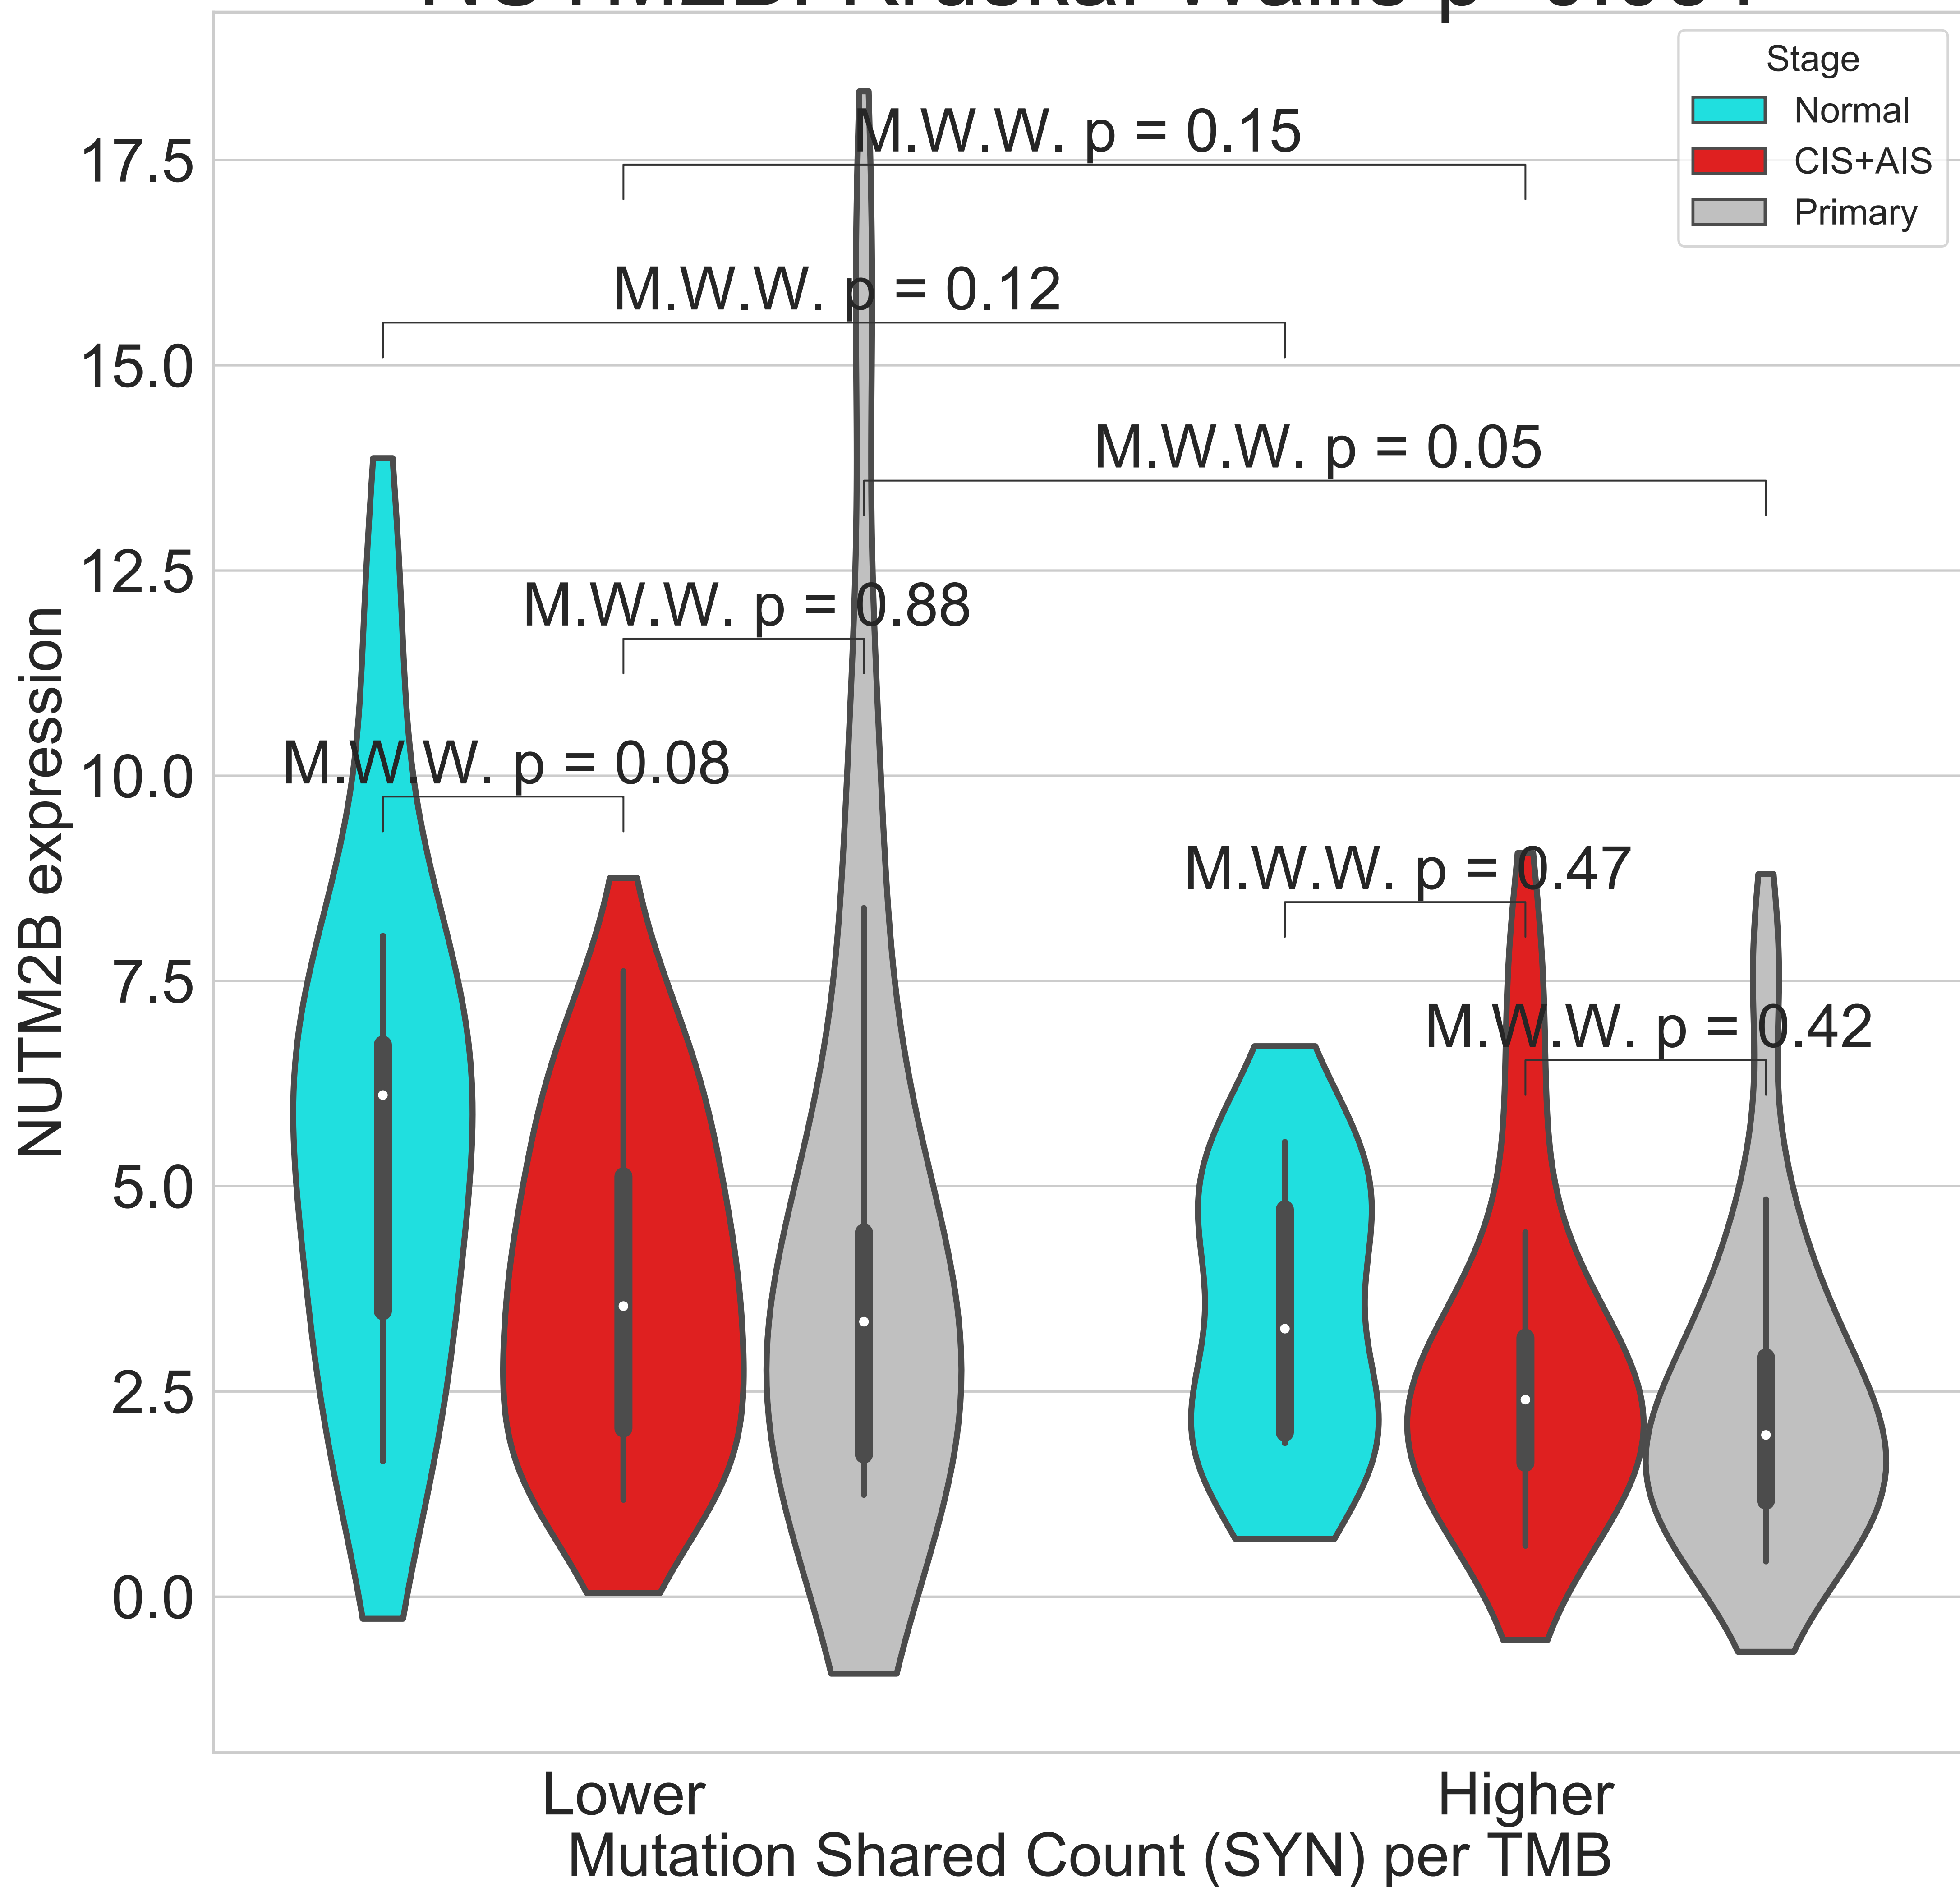 Stage
Normal
CIS+AIS
Primary
M.W.W. p = 0.15
M.W.W. p = 0.12
M.W.W. p = 0.05
M.W.W. p = 0.88
M.W.W. p = 0.08
M.W.W. p = 0.47
M.W.W. p = 0.42
17.5
15.0
12.5
10.0
7.5
5.0
2.5
0.0
NUTM2B expression
Lower
Higher
Mutation Shared Count (SYN) per TMB